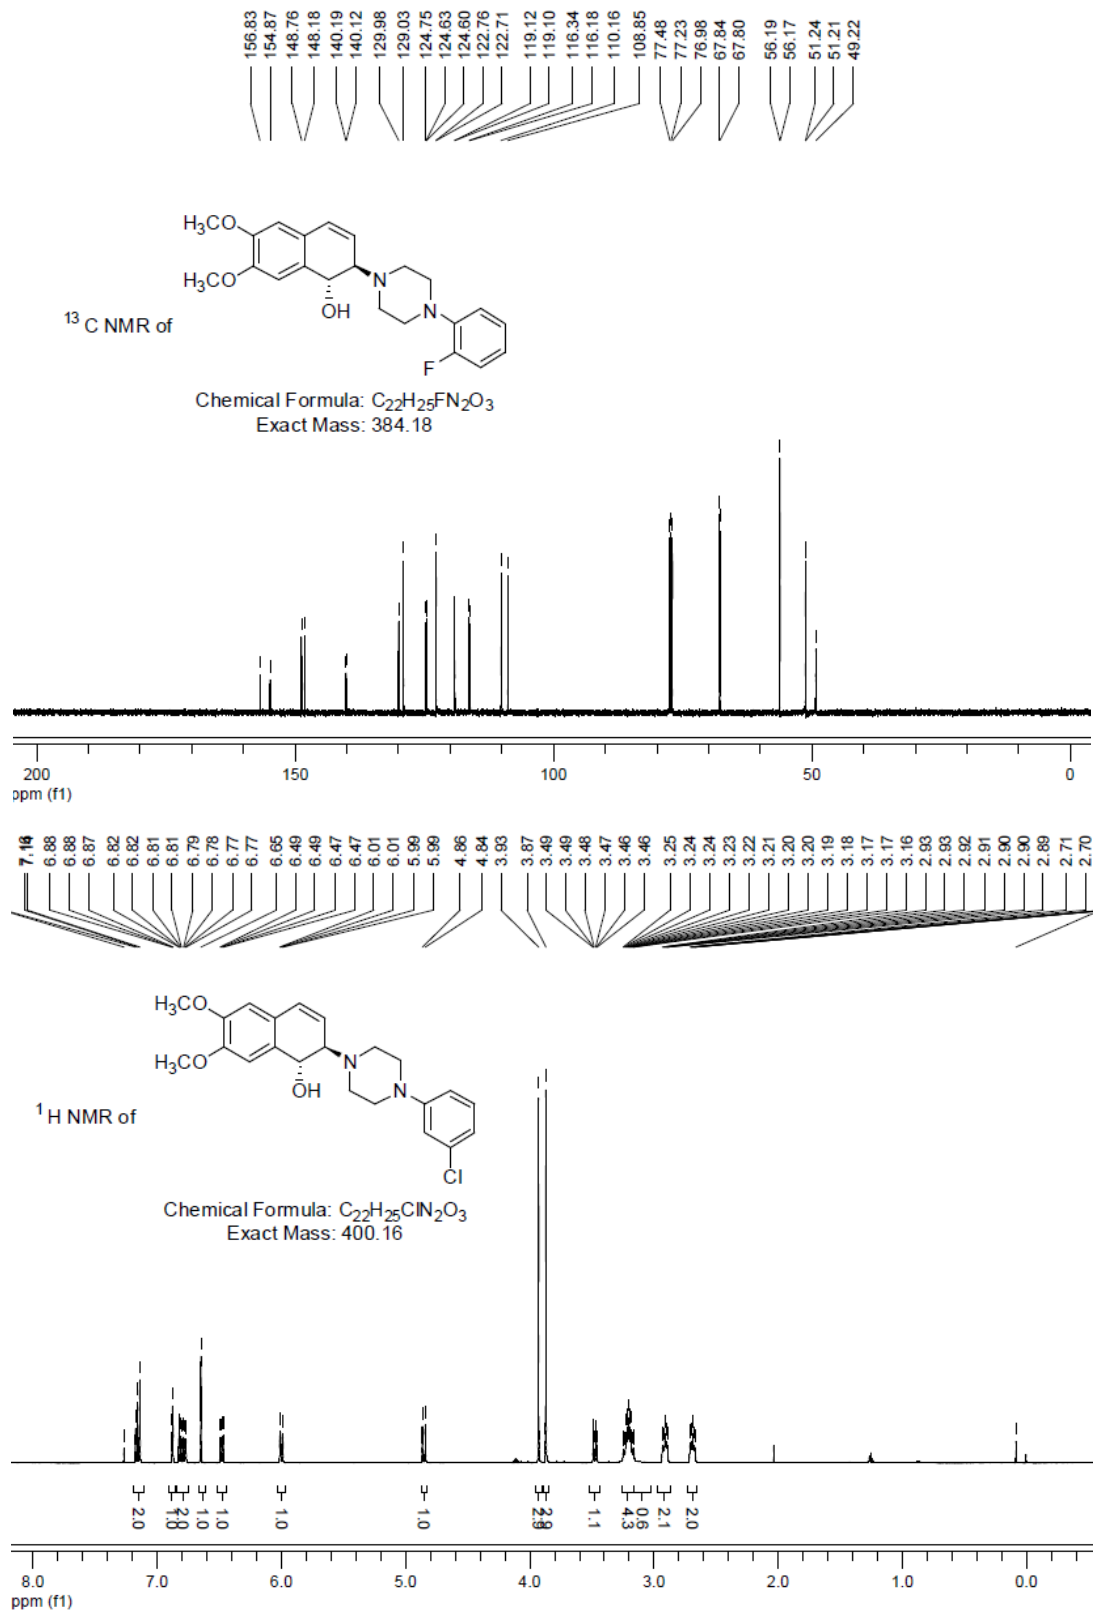 156.83 154.87 148.76 148.18 140.19 140.12 129.98 129.03 124.75 124.63 124.60 122.76 122.71 119.12 119.10 116.34 116.18 110.16 108.85 77.48 77.23 76.98 67.84 67.80 56.19 56.17 51.24 51.21 49.22
H₃CO
H₃CO
OH
N
N
F
¹³C NMR of
Chemical Formula: C₂₂H₂₅FN₂O₃
Exact Mass: 384.18
200 150 100 50 0
ppm (f1)
7.14 6.88 6.88 6.87 6.82 6.82 6.81 6.81 6.79 6.78 6.77 6.77 6.65 6.49 6.49 6.47 6.47 6.01 6.01 5.99 5.99 4.86 4.84 3.93 3.87 3.49 3.49 3.48 3.47 3.46 3.46 3.25 3.24 3.24 3.23 3.22 3.21 3.20 3.20 3.19 3.18 3.17 3.17 3.16 2.93 2.93 2.92 2.91 2.90 2.90 2.89 2.71 2.70
H₃CO
H₃CO
OH
N
N
Cl
¹H NMR of
Chemical Formula: C₂₂H₂₅ClN₂O₃
Exact Mass: 400.16
2.0 1.0 2.0 1.0 1.0 1.0 1.0 2.9 2.9 1.1 4.3 0.6 2.1 2.0
8.0 7.0 6.0 5.0 4.0 3.0 2.0 1.0 0.0
ppm (f1)